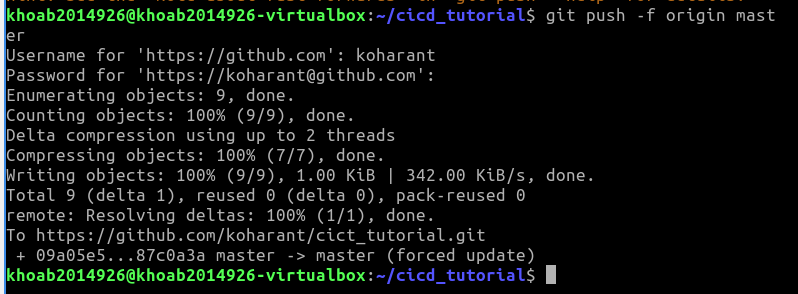 khoab2014926@khoab2014926-virtualbox:~/cicd_tutorial$ git push -f origin mast
er
Username for 'https://github.com': koharant
Password for 'https://koharant@github.com':
Enumerating objects: 9, done.
Counting objects: 100% (9/9), done.
Delta compression using up to 2 threads
Compressing objects: 100% (7/7), done.
Writing objects: 100% (9/9), 1.00 KiB | 342.00 KiB/s, done.
Total 9 (delta 1), reused 0 (delta 0), pack-reused 0
remote: Resolving deltas: 100% (1/1), done.
To https://github.com/koharant/cict_tutorial.git
 + 09a05e5...87c0a3a master -> master (forced update)
khoab2014926@khoab2014926-virtualbox:~/cicd_tutorial$